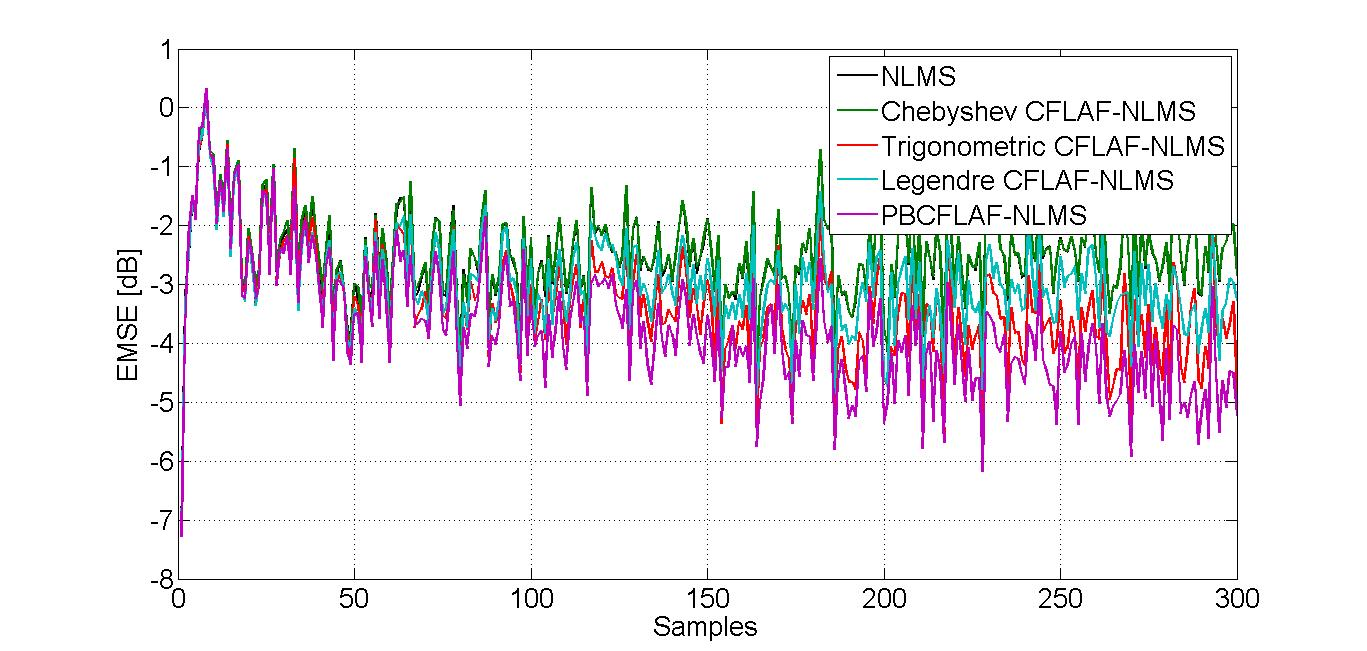 1
0
-1
-2
-3
-4
-5
-6
-7
-8
EMSE [dB]
NLMS
Chebyshev CFLAF-NLMS
Trigonometric CFLAF-NLMS
Legendre CFLAF-NLMS
PBCFLAF-NLMS
0 50 100 150 200 250 300
Samples